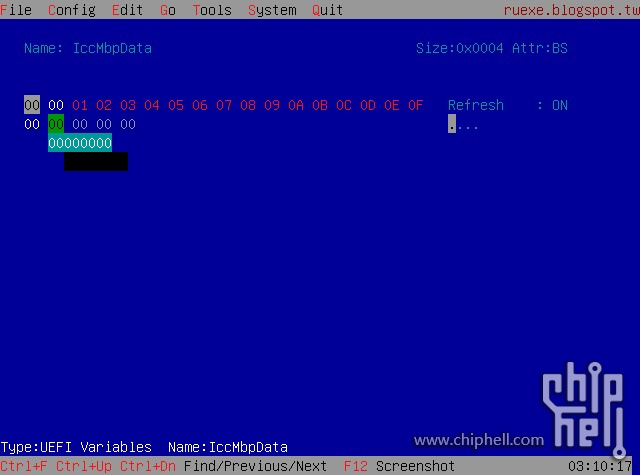 File Config Edit Go Tools System Quit ruexe.blogspot.tw
Name: IccMbpData Size:0x0004 Attr:BS
00 00 01 02 03 04 05 06 07 08 09 0A 0B 0C 0D 0E 0F Refresh : ON
00 00 00 00 00 ....
00000000
chip hell
www.chiphell.com
Type:UEFI Variables Name:IccMbpData
Ctrl+F Ctrl+Up Ctrl+Dn Find/Previous/Next F12 Screenshot 03:10:17